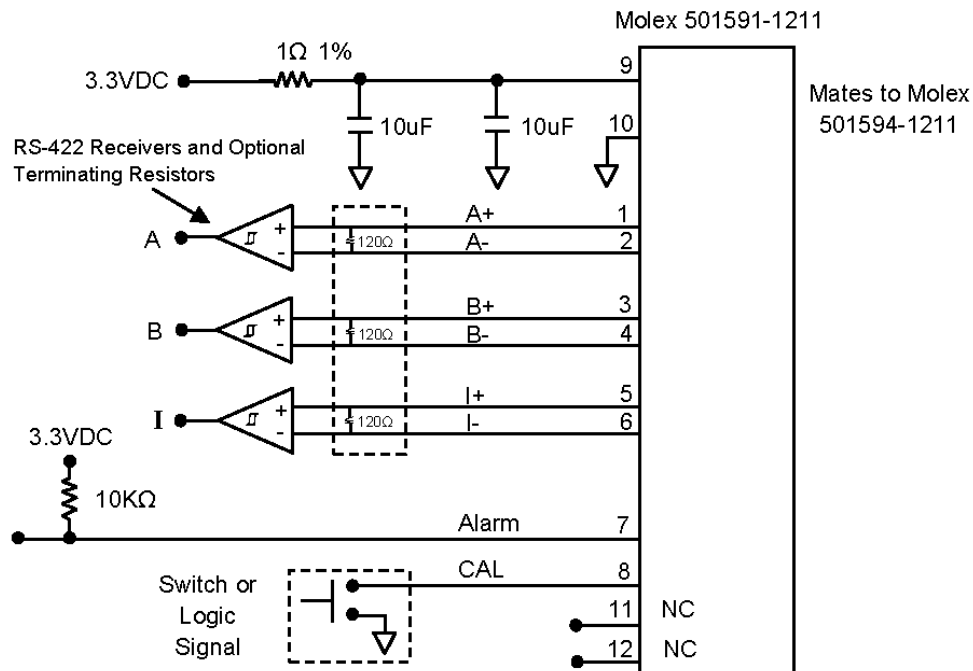 Molex 501591-1211
1Ω 1%
3.3VDC
9
Mates to Molex
501594-1211
10uF
10uF
10
RS-422 Receivers and Optional
Terminating Resistors
A
+
-
120Ω
A+
1
A-
2
B
+
-
120Ω
B+
3
B-
4
I
+
-
120Ω
I+
5
I-
6
3.3VDC
10KΩ
Alarm
7
CAL
8
Switch or
Logic
Signal
11
NC
12
NC